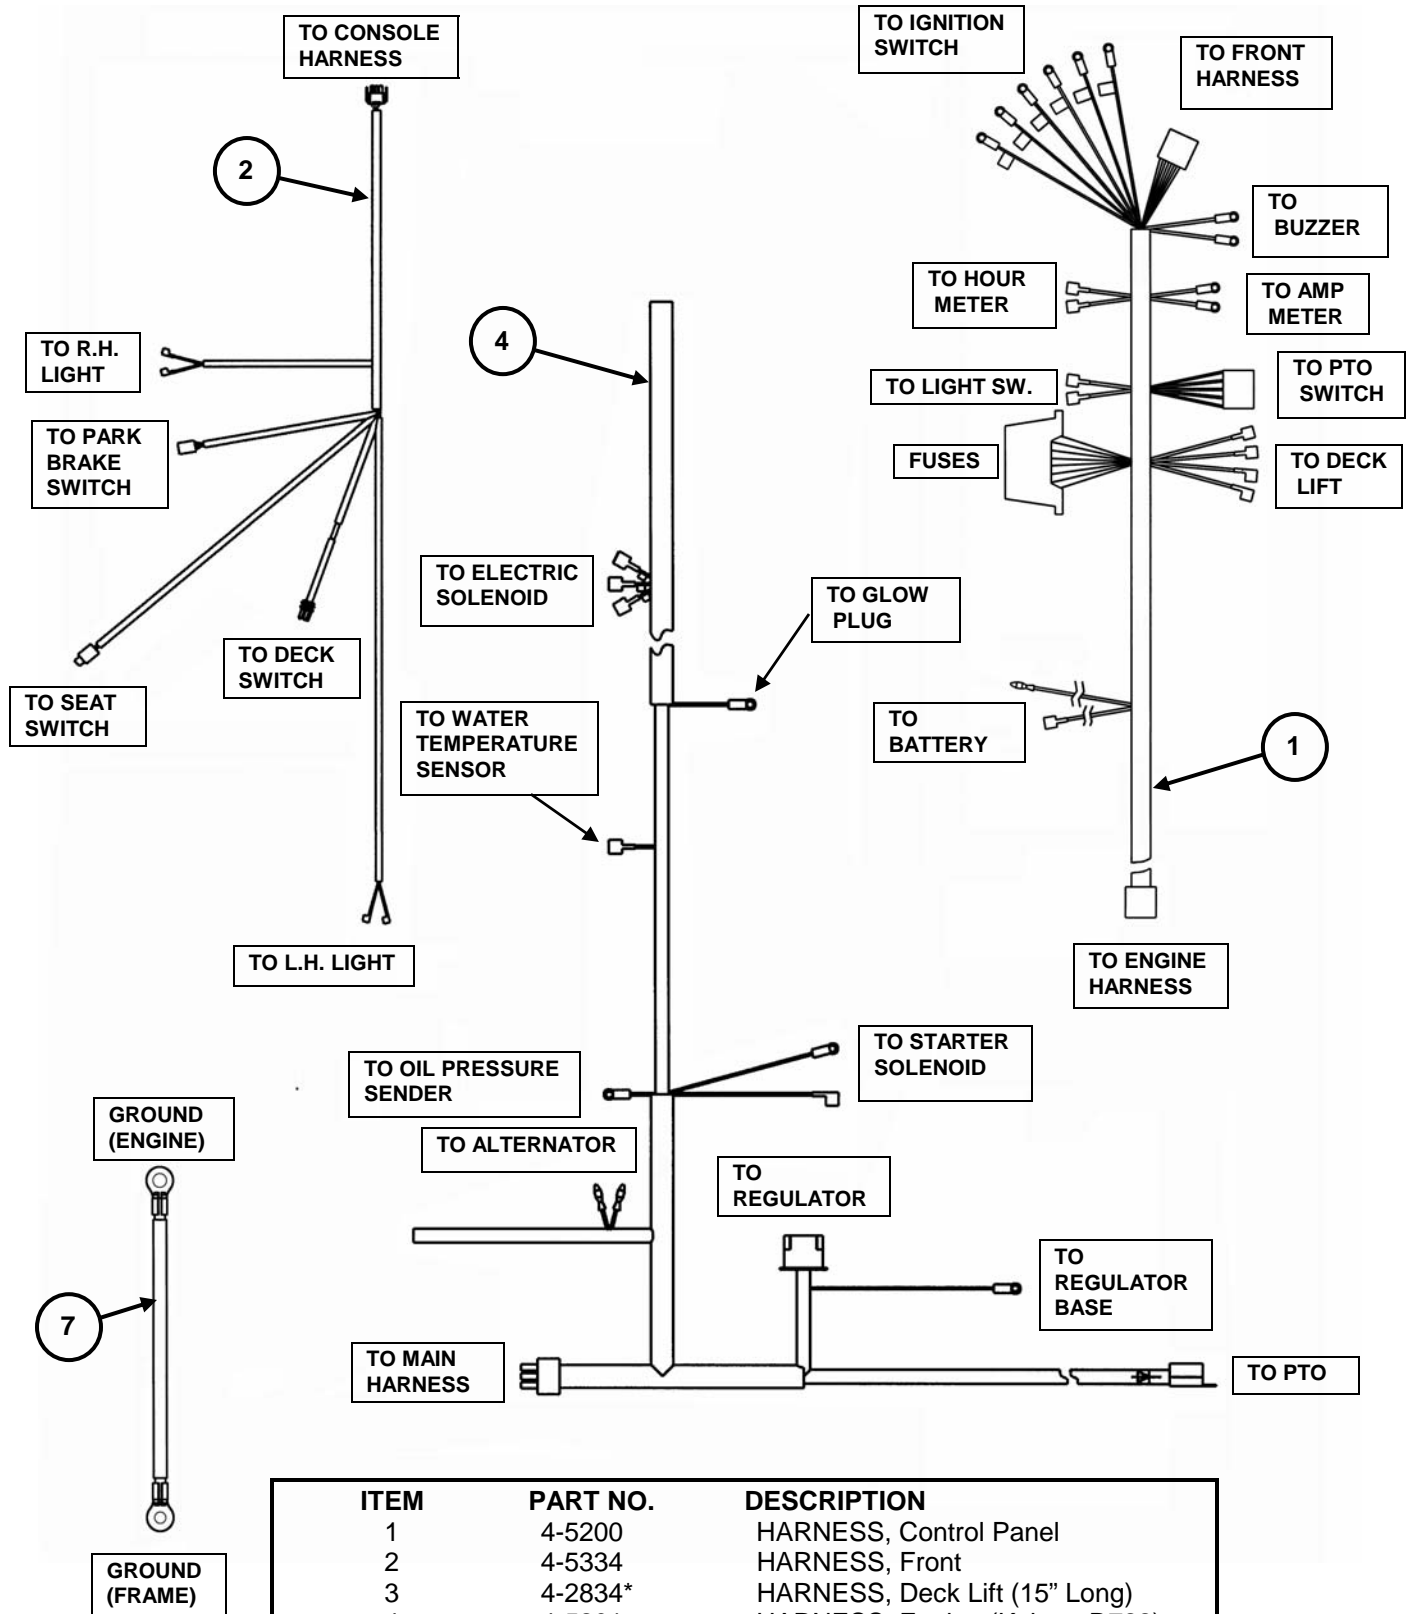 TO CONSOLE
HARNESS
2
TO R.H.
LIGHT
TO PARK
BRAKE
SWITCH
TO SEAT
SWITCH
TO DECK
SWITCH
TO L.H. LIGHT
4
TO ELECTRIC
SOLENOID
TO GLOW
PLUG
TO WATER
TEMPERATURE
SENSOR
TO OIL PRESSURE
SENDER
TO STARTER
SOLENOID
TO ALTERNATOR
TO
REGULATOR
TO
REGULATOR
BASE
TO MAIN
HARNESS
TO PTO
TO IGNITION
SWITCH
TO FRONT
HARNESS
TO
BUZZER
TO HOUR
METER
TO AMP
METER
TO LIGHT SW.
TO PTO
SWITCH
FUSES
TO DECK
LIFT
TO
BATTERY
1
TO ENGINE
HARNESS
GROUND
(ENGINE)
7
GROUND
(FRAME)
ITEM PART NO. DESCRIPTION
1 4-5200 HARNESS, Control Panel
2 4-5334 HARNESS, Front
3 4-2834* HARNESS, Deck Lift (15” Long)